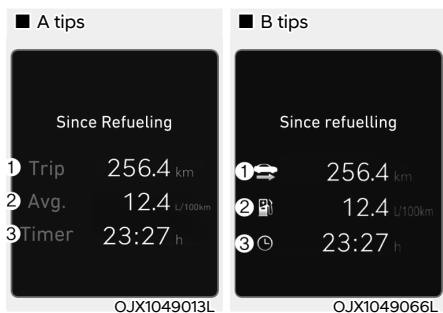 ■ A tips
Since Refueling
1 Trip 256.4 km
2 Avg. 12.4 L/100km
3 Timer 23:27 h
OJX1049013L
■ B tips
Since refuelling
1 256.4 km
2 12.4 L/100km
3 23:27 h
OJX1049066L